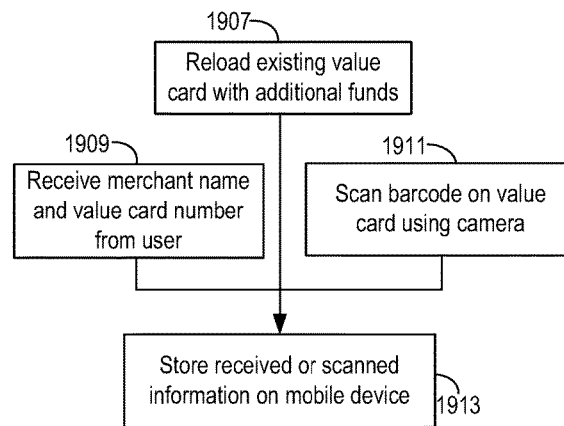 1907
Reload existing value
card with additional funds
1909
Receive merchant name
and value card number
from user
1911
Scan barcode on value
card using camera
Store received or scanned
information on mobile device
1913